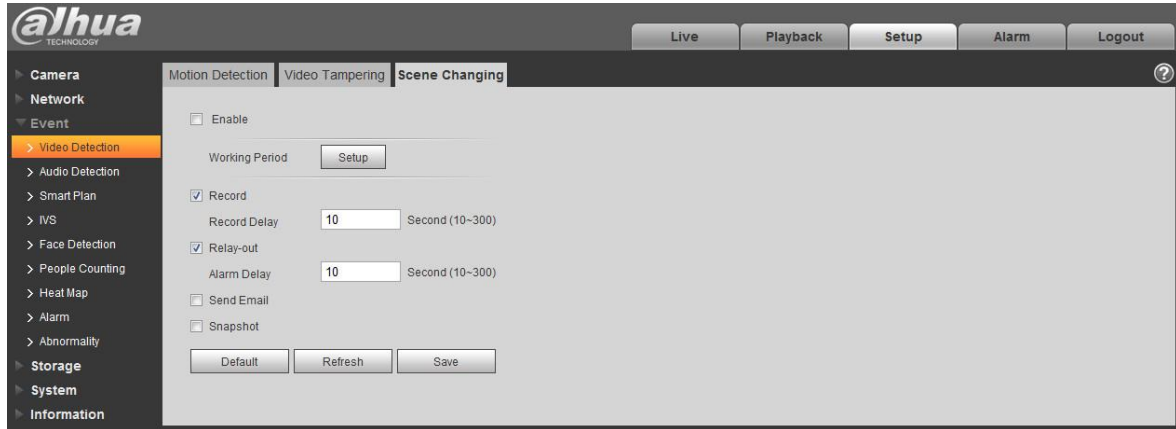 alhua
TECHNOLOGY
Live Playback Setup Alarm Logout
Camera
Network
Event
Video Detection
Audio Detection
Smart Plan
IVS
Face Detection
People Counting
Heat Map
Alarm
Abnormality
Storage
System
Information
Motion Detection Video Tampering Scene Changing
?
Enable
Working Period Setup
Record
Record Delay 10 Second (10~300)
Relay-out
Alarm Delay 10 Second (10~300)
Send Email
Snapshot
Default Refresh Save